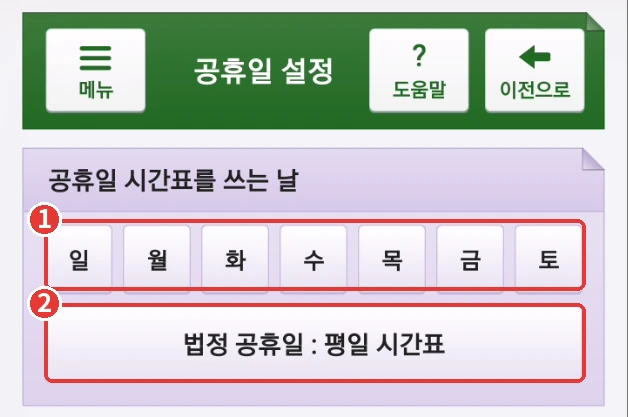 메뉴
공휴일 설정
?
도움말
이전으로
공휴일 시간표를 쓰는 날
1
일 월 화 수 목 금 토
2
법정 공휴일 : 평일 시간표